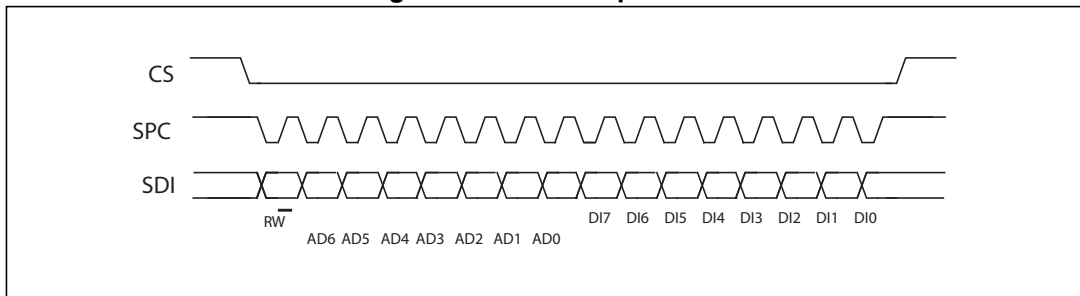 CS
SPC
SDI
RW
DI7 DI6 DI5 DI4 DI3 DI2 DI1 DI0
AD6 AD5 AD4 AD3 AD2 AD1 AD0